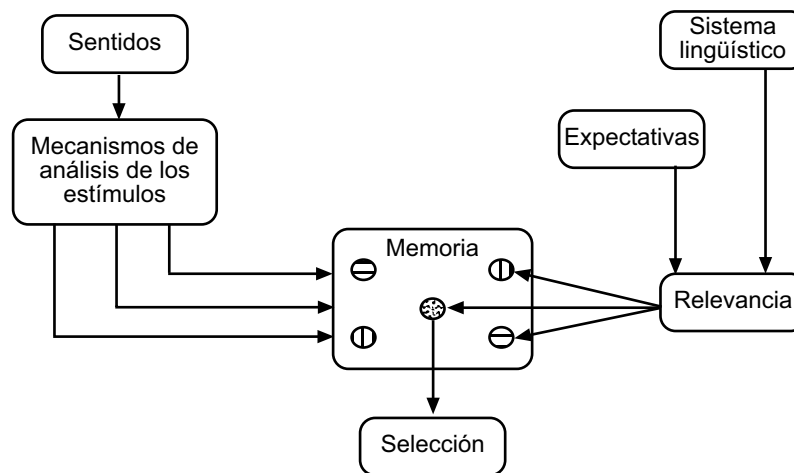 Sentidos
Sistema
lingüístico
Mecanismos de
análisis de los
estímulos
Expectativas
Memoria
Relevancia
Selección